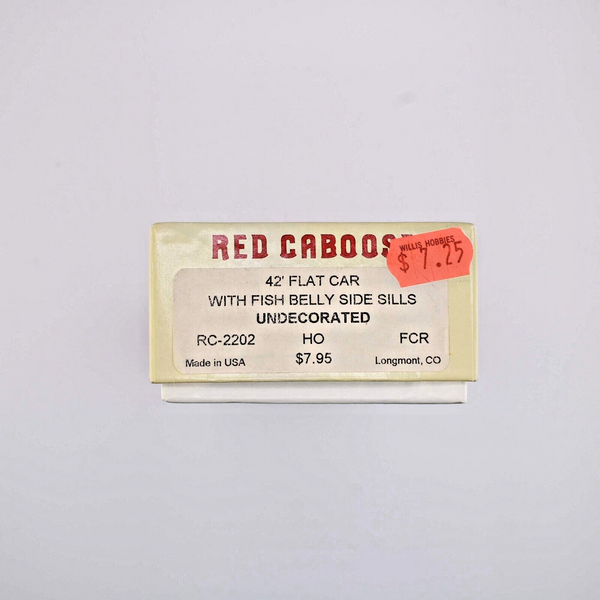 RED CABOOSE
WILLIS HOBBIES
$ 7.25
42' FLAT CAR
WITH FISH BELLY SIDE SILLS
UNDECORATED
RC-2202 HO FCR
Made in USA $7.95 Longmont, CO